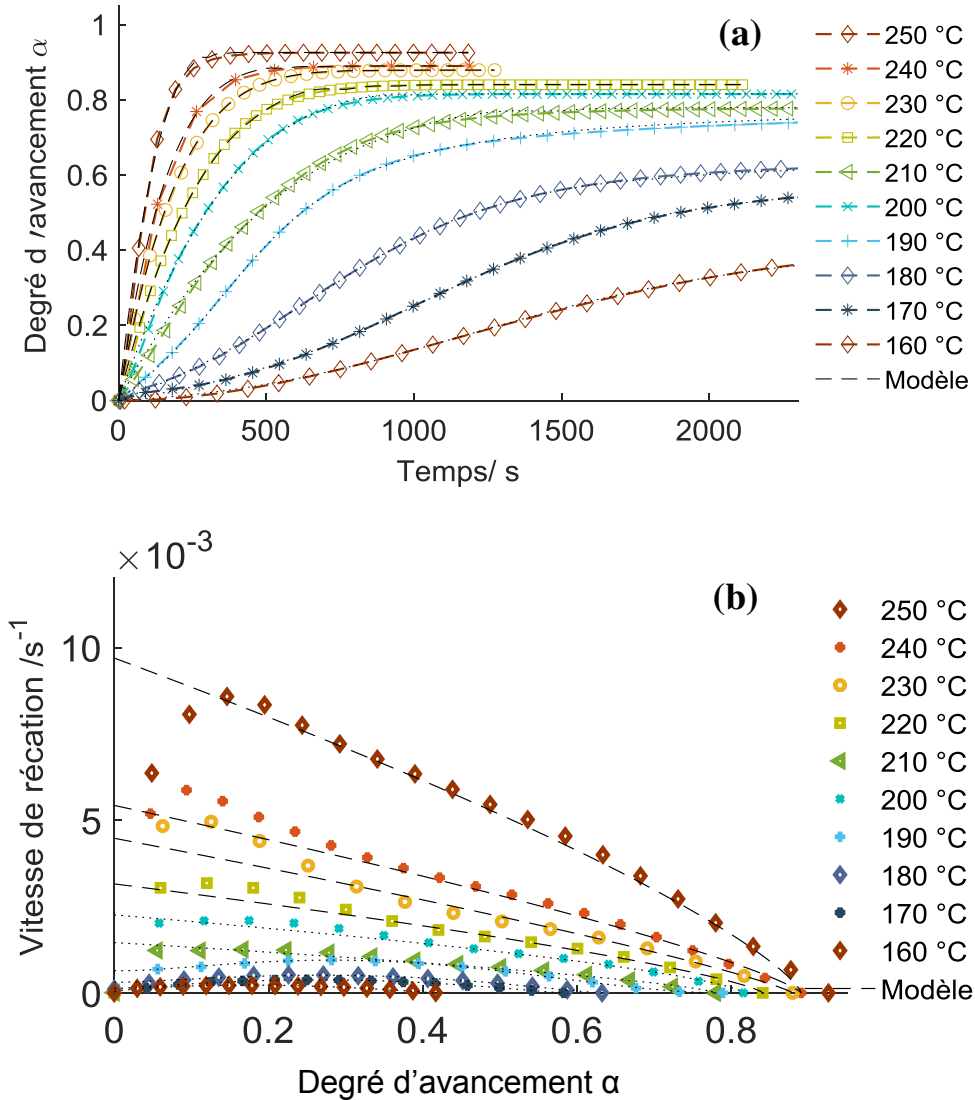 (a)
1
0.8
0.6
0.4
0.2
0
0 500 1000 1500 2000
Degré d'avancement α
Temps/ s
250 °C
240 °C
230 °C
220 °C
210 °C
200 °C
190 °C
180 °C
170 °C
160 °C
Modèle
×10-3
(b)
10
5
0
0 0.2 0.4 0.6 0.8
Vitesse de récation /s-1
Degré d'avancement α
250 °C
240 °C
230 °C
220 °C
210 °C
200 °C
190 °C
180 °C
170 °C
160 °C
Modèle